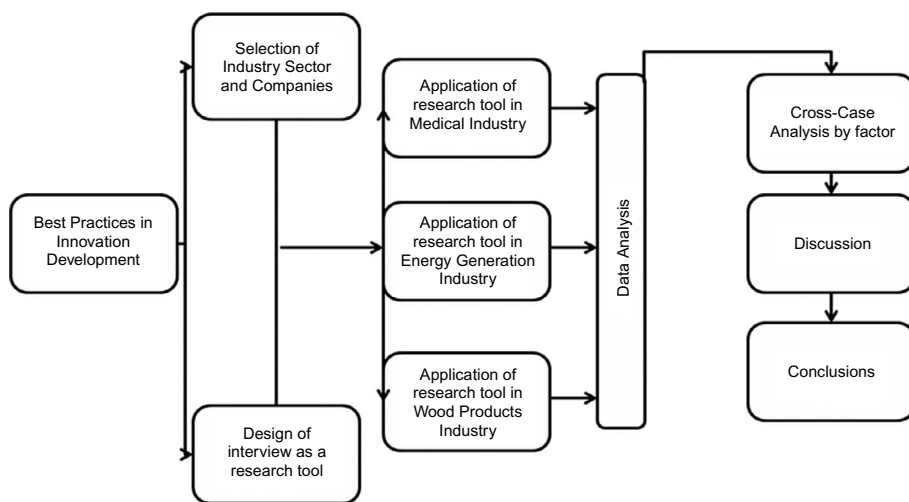 Best Practices in
Innovation
Development
Selection of
Industry Sector
and Companies
Design of
interview as a
research tool
Application of
research tool in
Medical Industry
Application of
research tool in
Energy Generation
Industry
Application of
research tool in
Wood Products
Industry
Data Analysis
Cross-Case
Analysis by factor
Discussion
Conclusions